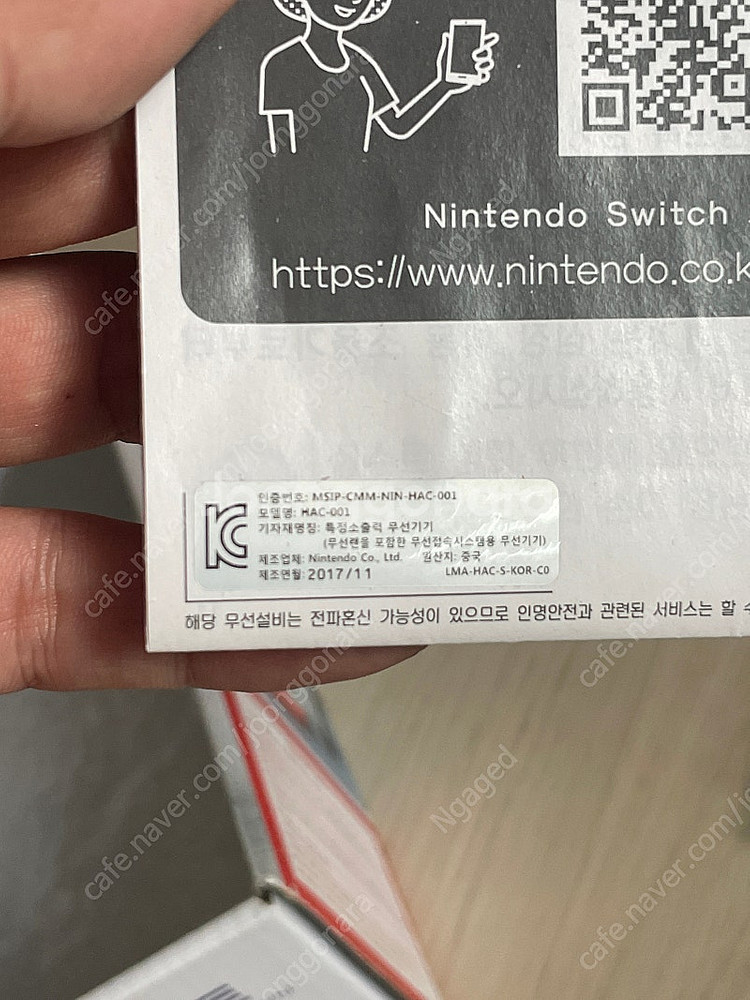 Nintendo Switch
https://www.nintendo.co.k
인증번호: MSIP-CMM-NIN-HAC-001
모델명: HAC-001
기자재명칭: 특정소출력 무선기기
(무선랜을 포함한 무선접속시스템용 무선기기)
제조업체: Nintendo Co., Ltd. 원산지: 중국
제조연월: 2017/11 LMA-HAC-S-KOR-C0
해당 무선설비는 전파혼신 가능성이 있으므로 인명안전과 관련된 서비스는 할
cafe.naver.com/joonggonara
Ngaged